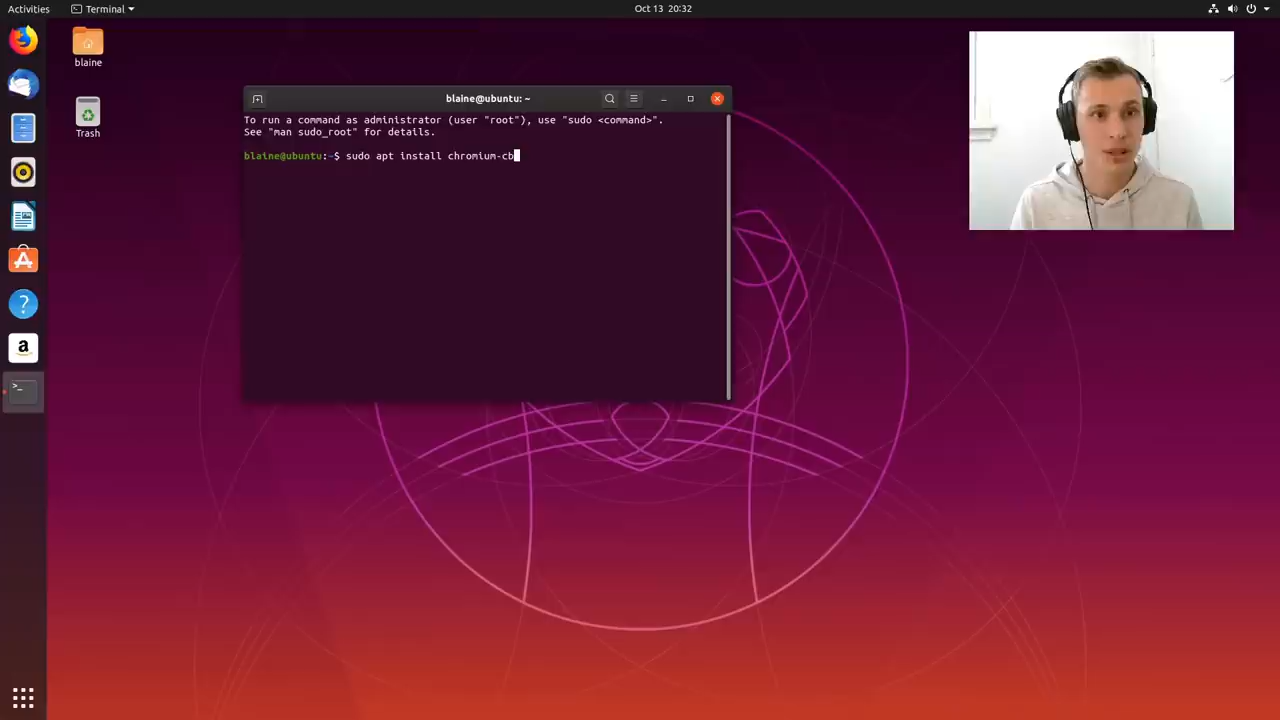 Activities
Terminal
Oct 13 20:32
blaine
Trash
blaine@ubuntu: ~
To run a command as administrator (user "root"), use "sudo <command>".
See "man sudo_root" for details.
blaine@ubuntu:~$ sudo apt install chromium-cb